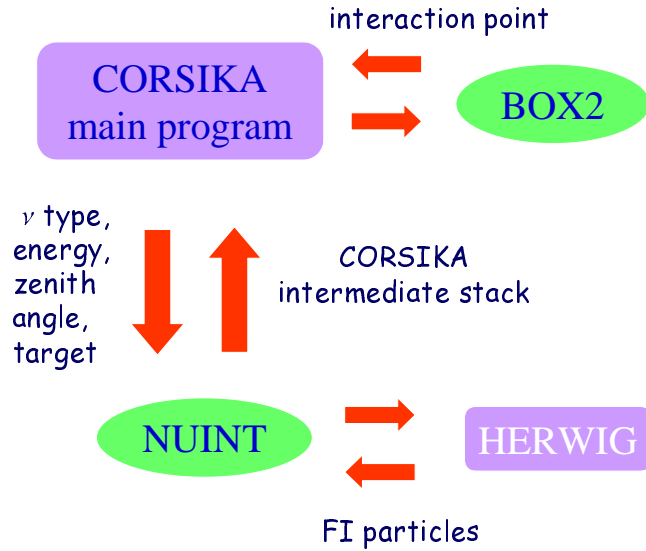 interaction point
CORSIKA
main program
BOX2
ν type,
energy,
zenith
angle,
target
CORSIKA
intermediate stack
NUINT
HERWIG
FI particles